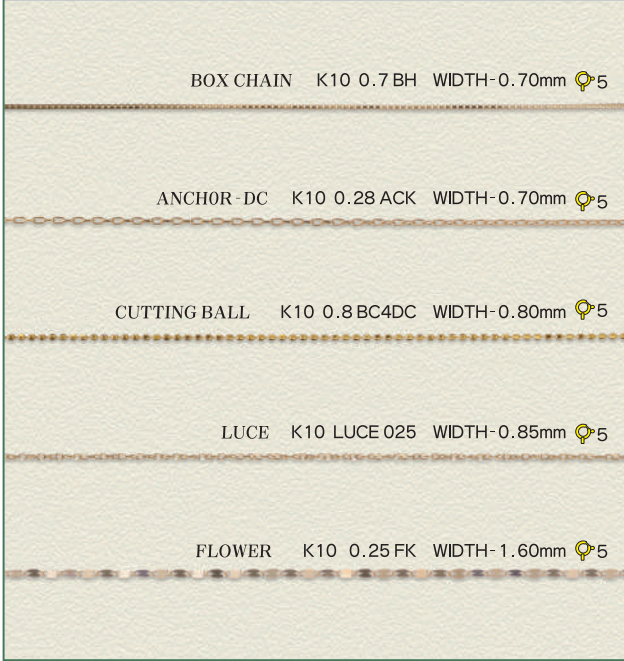 BOX CHAIN K10 0.7 BH WIDTH-0.70mm 5
ANCHOR-DC K10 0.28 ACK WIDTH-0.70mm 5
CUTTING BALL K10 0.8 BC4DC WIDTH-0.80mm 5
LUCE K10 LUCE 025 WIDTH-0.85mm 5
FLOWER K10 0.25 FK WIDTH-1.60mm 5